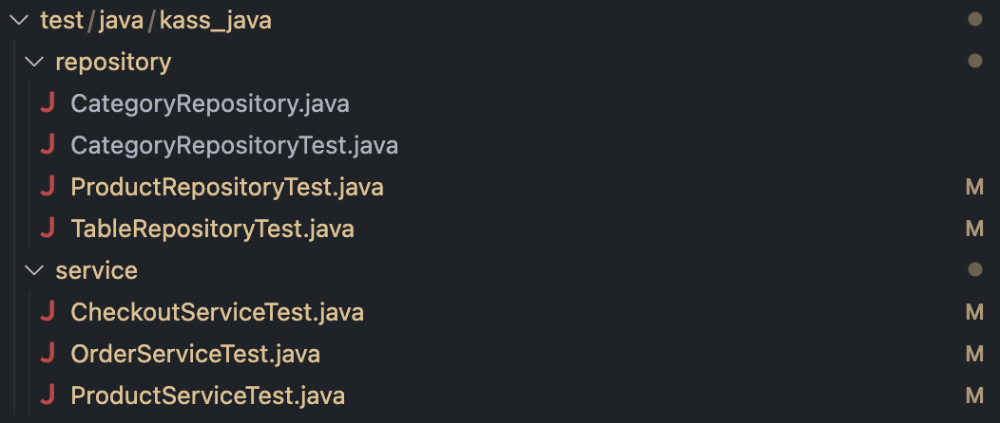 test/java/kass_java
repository
J CategoryRepository.java
J CategoryRepositoryTest.java
J ProductRepositoryTest.java M
J TableRepositoryTest.java M
service
J CheckoutServiceTest.java M
J OrderServiceTest.java M
J ProductServiceTest.java M